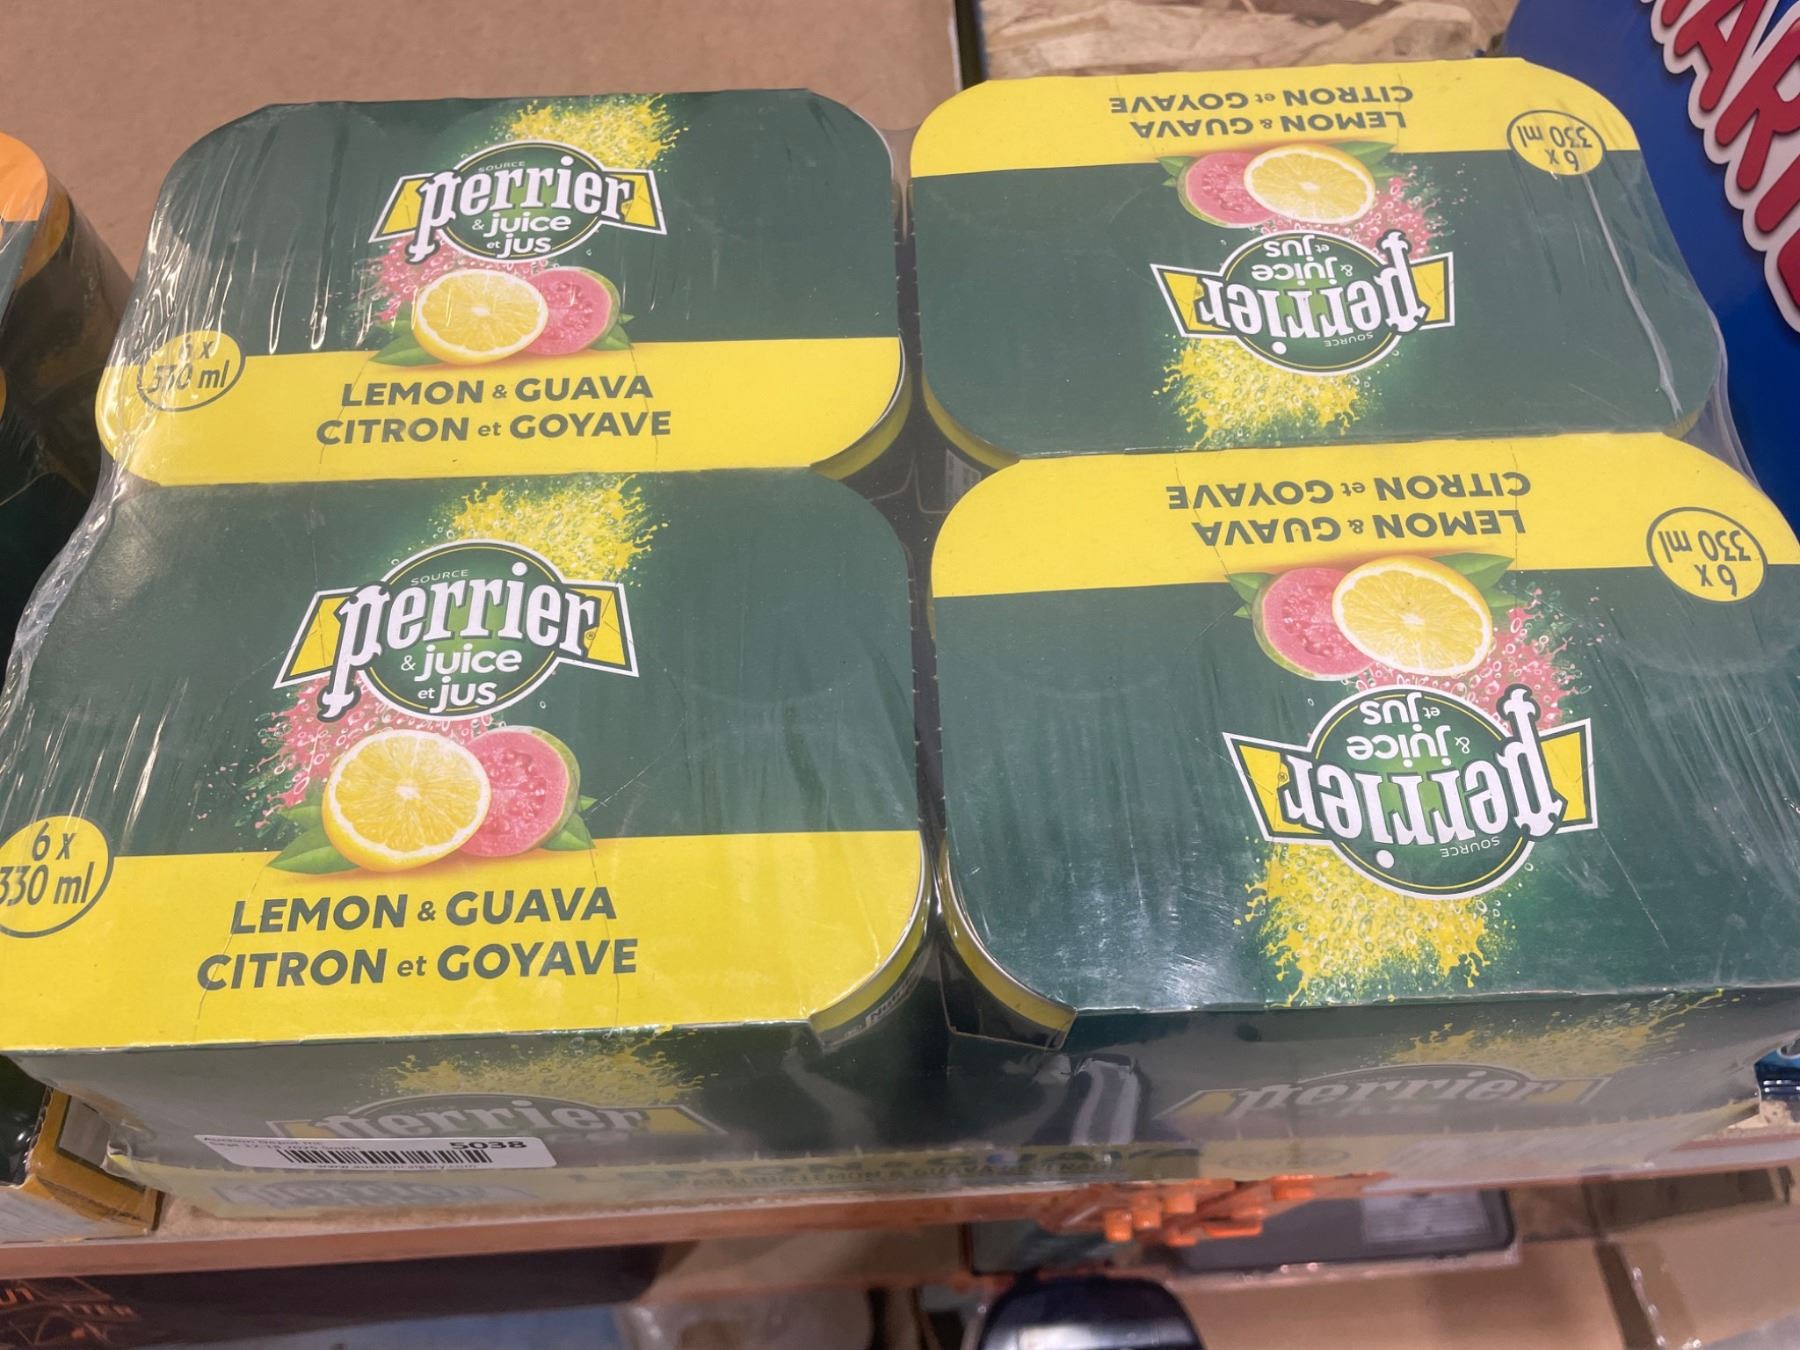 SOURCE
perrier
& juice
et jus
6 x
330 ml
LEMON & GUAVA
CITRON et GOYAVE
LEMON & GUAVA
CITRON et GOYAVE
6 x
330 ml
SOURCE
perrier
& juice
et jus
SOURCE
perrier®
& juice
et jus
6 x
330 ml
LEMON & GUAVA
CITRON et GOYAVE
LEMON & GUAVA
CITRON et GOYAVE
6 x
330 ml
SOURCE
perrier®
& juice
et jus
perrier
perrier
5038
www.auctioncalgary.com